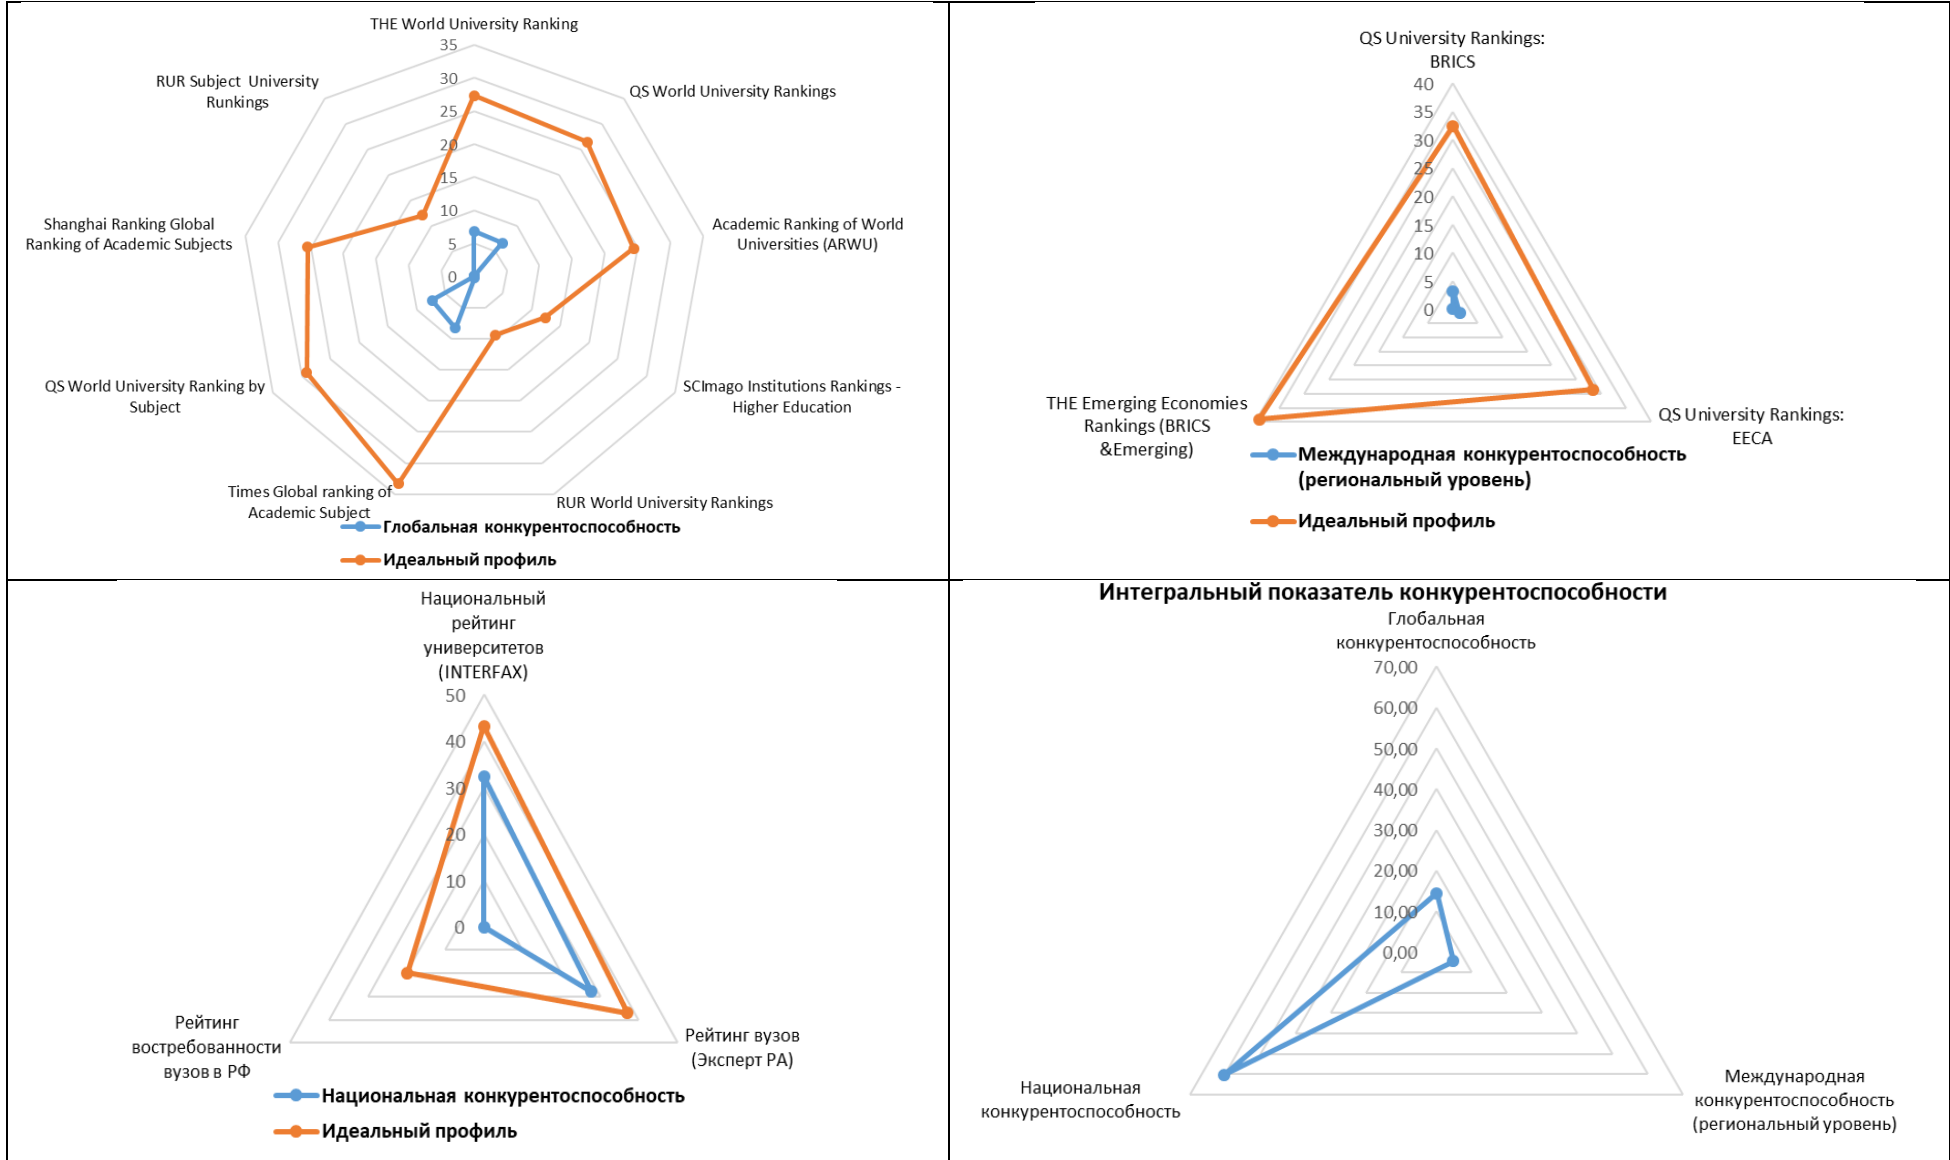 THE World University Ranking
35
30
25
20
15
10
5
0
QS World University Rankings
Academic Ranking of World
Universities (ARWU)
SCImago Institutions Rankings -
Higher Education
RUR World University Rankings
Times Global ranking of
Academic Subject
QS World University Ranking by
Subject
Shanghai Ranking Global
Ranking of Academic Subjects
RUR Subject University
Runkings
Глобальная конкурентоспособность
Идеальный профиль
QS University Rankings:
BRICS
40
35
30
25
20
15
10
5
0
QS University Rankings:
EECA
THE Emerging Economies
Rankings (BRICS
&Emerging)
Международная конкурентоспособность
(региональный уровень)
Идеальный профиль
Национальный
рейтинг
университетов
(INTERFAX)
50
40
30
20
10
0
Рейтинг вузов
(Эксперт РА)
Рейтинг
востребованности
вузов в РФ
Национальная конкурентоспособность
Идеальный профиль
Интегральный показатель конкурентоспособности
Глобальная
конкурентоспособность
70,00
60,00
50,00
40,00
30,00
20,00
10,00
0,00
Международная
конкурентоспособность
(региональный уровень)
Национальная
конкурентоспособность